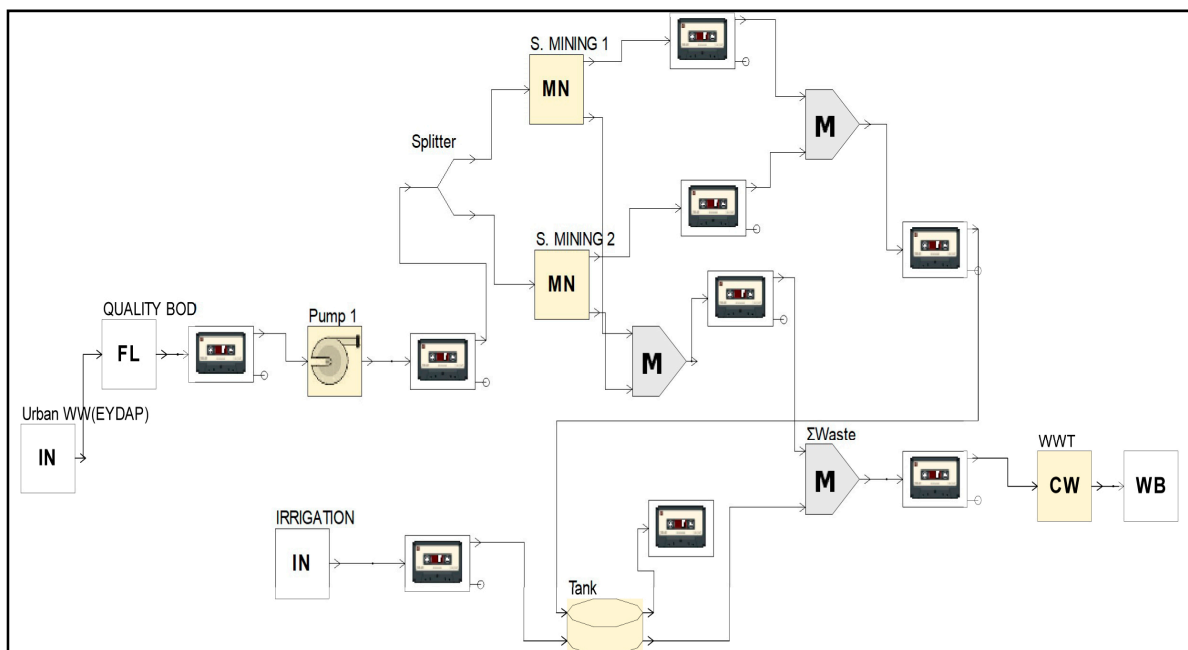 S. MINING 1
MN
M
Splitter
S. MINING 2
MN
QUALITY BOD
FL
Pump 1
M
Urban WW(EYDAP)
IN
ΣWaste
M
WWT
CW
WB
IRRIGATION
IN
Tank